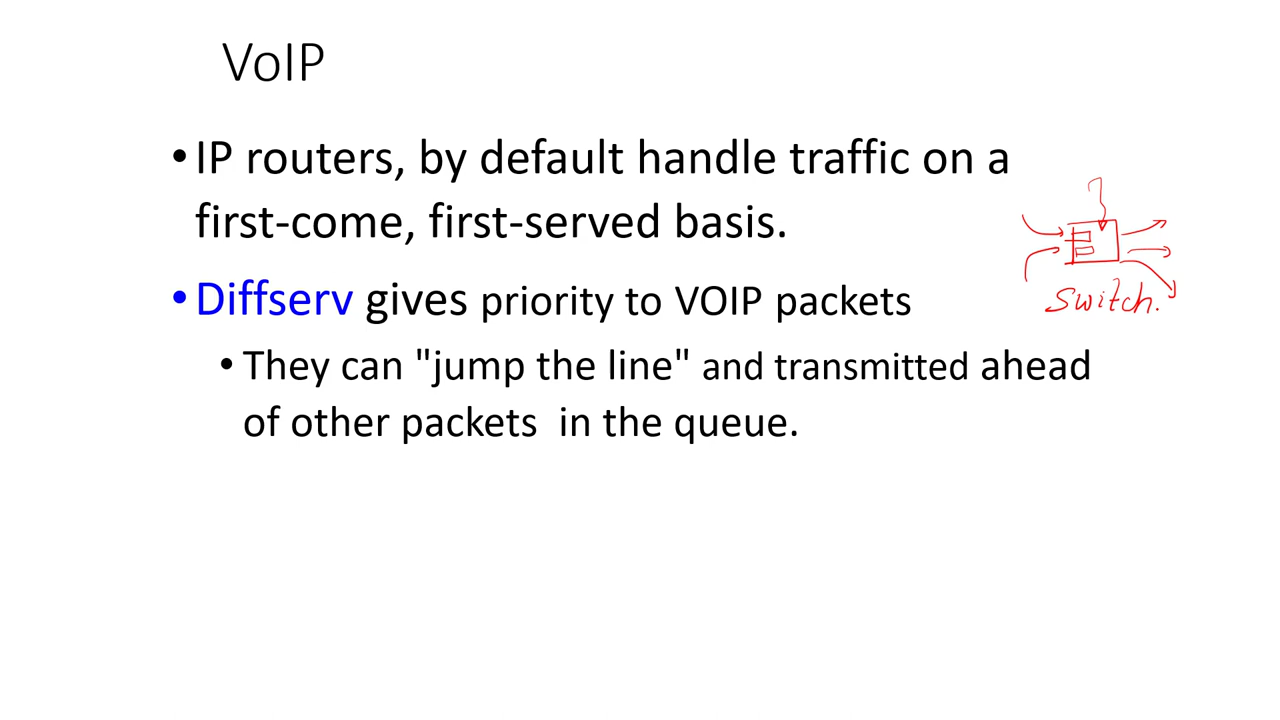 VoIP
•IP routers, by default handle traffic on a
first-come, first-served basis.
•Diffserv gives priority to VOIP packets
•They can "jump the line" and transmitted ahead
of other packets in the queue.
Switch.